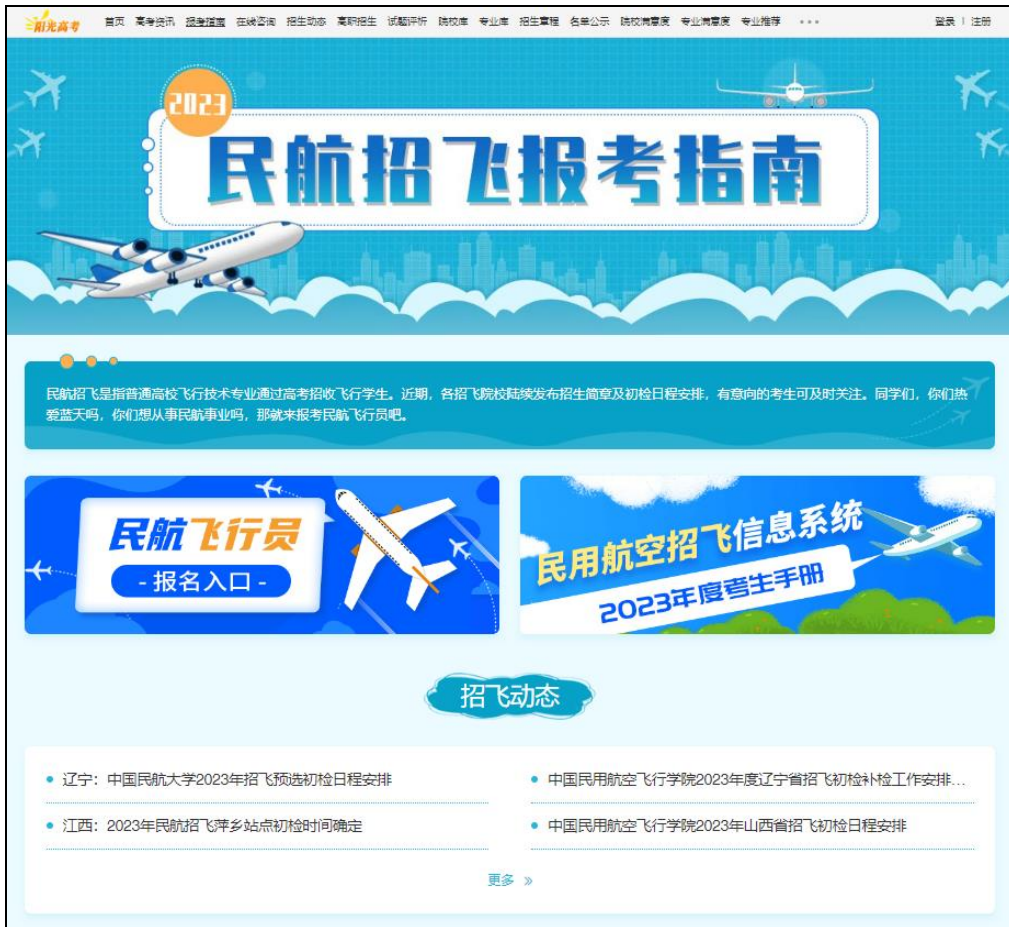 阳光高考 首页 高考资讯 报考指南 在线咨询 招生动态 高职招生 试题评析 院校库 专业库 招生章程 名单公示 院校满意度 专业满意度 专业推荐 ••• 登录 | 注册
2023
民航招飞报考指南
民航招飞是指普通高校飞行技术专业通过高考招收飞行学生。近期，各招飞院校陆续发布招生简章及初检日程安排，有意向的考生可及时关注。同学们，你们热
爱蓝天吗，你们想从事民航事业吗，那就来报考民航飞行员吧。
民航飞行员
- 报名入口 -
民用航空招飞信息系统
2023年度考生手册
招飞动态
辽宁：中国民航大学2023年招飞预选初检日程安排
中国民用航空飞行学院2023年度辽宁省招飞初检补检工作安排…
江西：2023年民航招飞萍乡站点初检时间确定
中国民用航空飞行学院2023年山西省招飞初检日程安排
更多 »